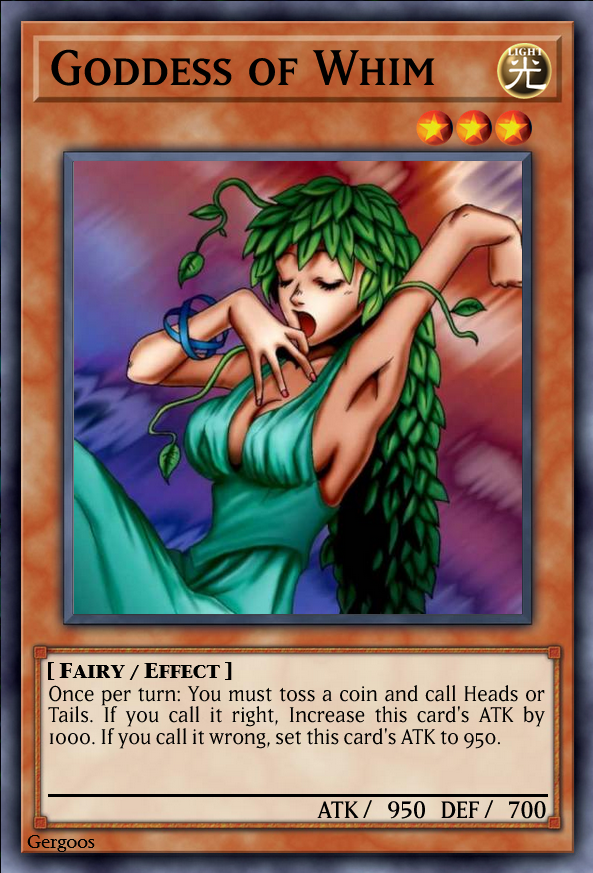 Goddess of Whim
LIGHT
光
[ Fairy / Effect ]
Once per turn: You must toss a coin and call Heads or
Tails. If you call it right, Increase this card's ATK by
1000. If you call it wrong, set this card's ATK to 950.
ATK / 950 DEF / 700
Gergoos